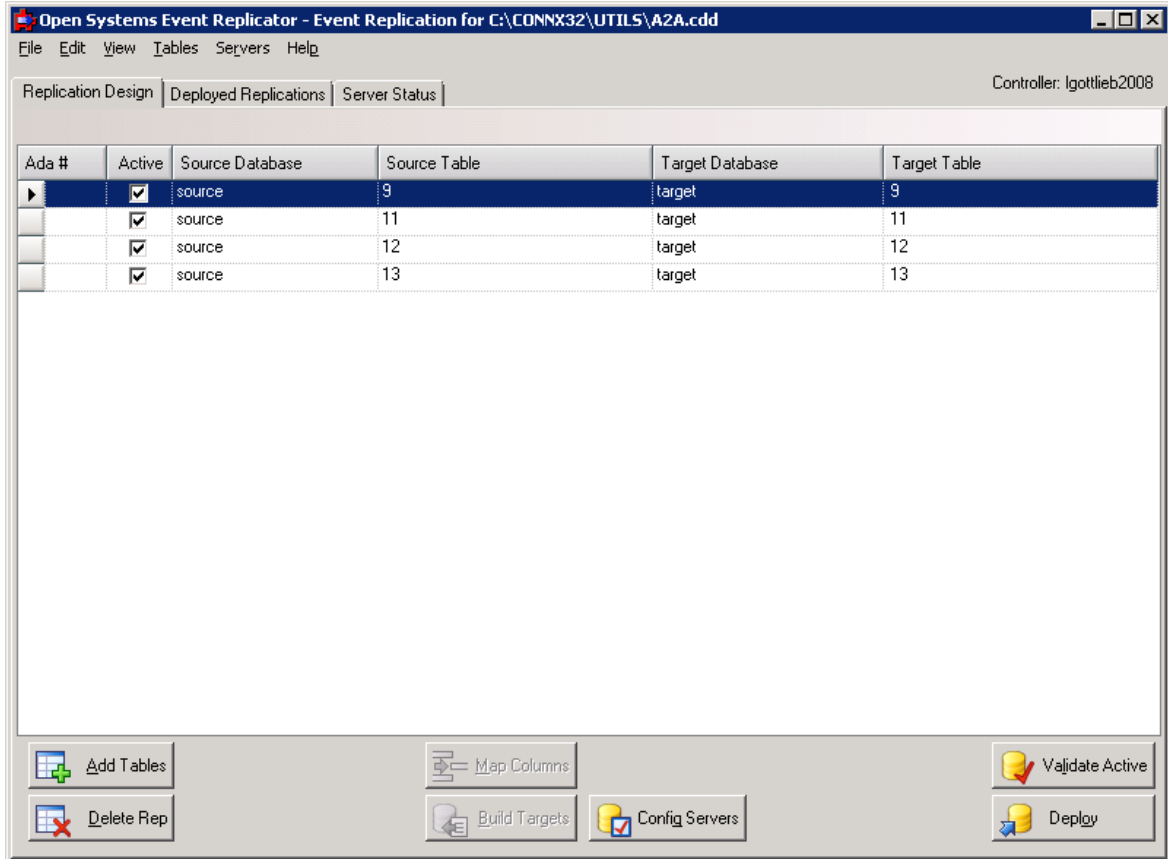 Open Systems Event Replicator - Event Replication for C:\CONNX32\UTILS\A2A.cdd
File Edit View Tables Servers Help
Controller: lgottlieb2008
Replication Design Deployed Replications Server Status
Ada # Active Source Database Source Table Target Database Target Table
source 9 target 9
source 11 target 11
source 12 target 12
source 13 target 13
Add Tables Map Columns Validate Active
Delete Rep Build Targets Config Servers Deploy